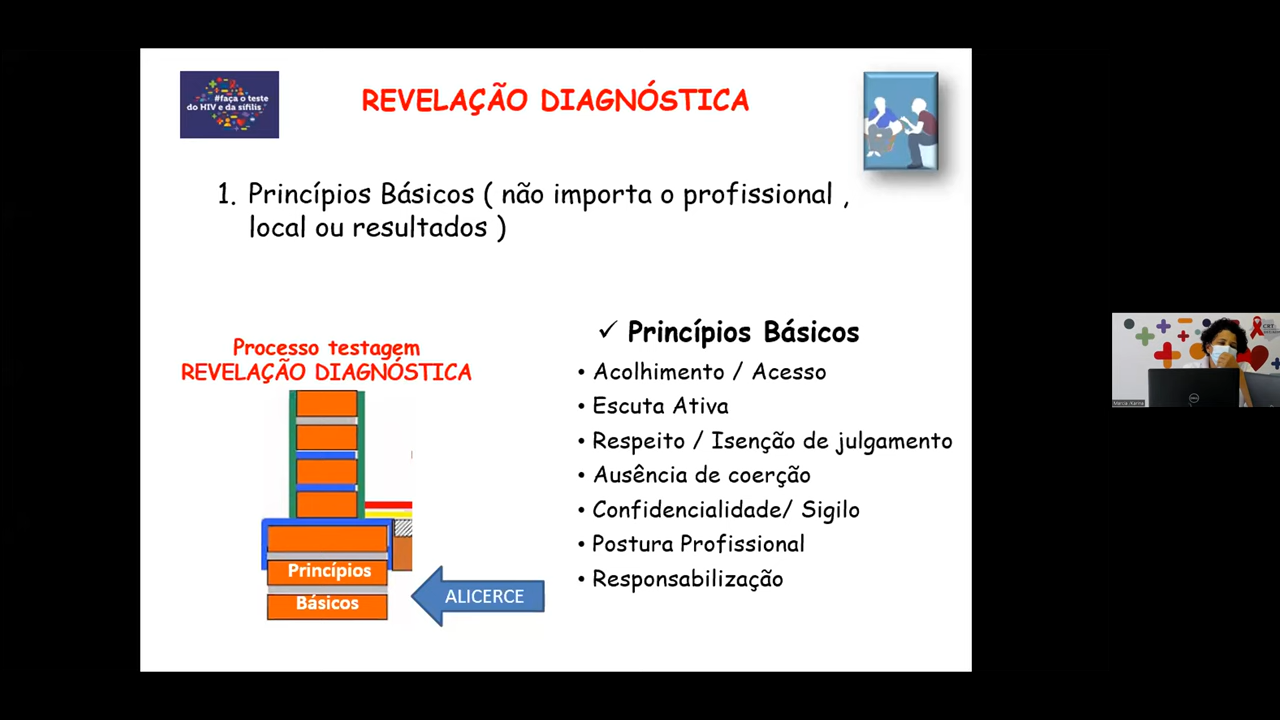 #faça o teste
do HIV e da sífilis
REVELAÇÃO DIAGNÓSTICA
1. Princípios Básicos ( não importa o profissional ,
local ou resultados )
Processo testagem
REVELAÇÃO DIAGNÓSTICA
Princípios
Básicos
ALICERCE
✓ Princípios Básicos
• Acolhimento / Acesso
• Escuta Ativa
• Respeito / Isenção de julgamento
• Ausência de coerção
• Confidencialidade/ Sigilo
• Postura Profissional
• Responsabilização
CRT